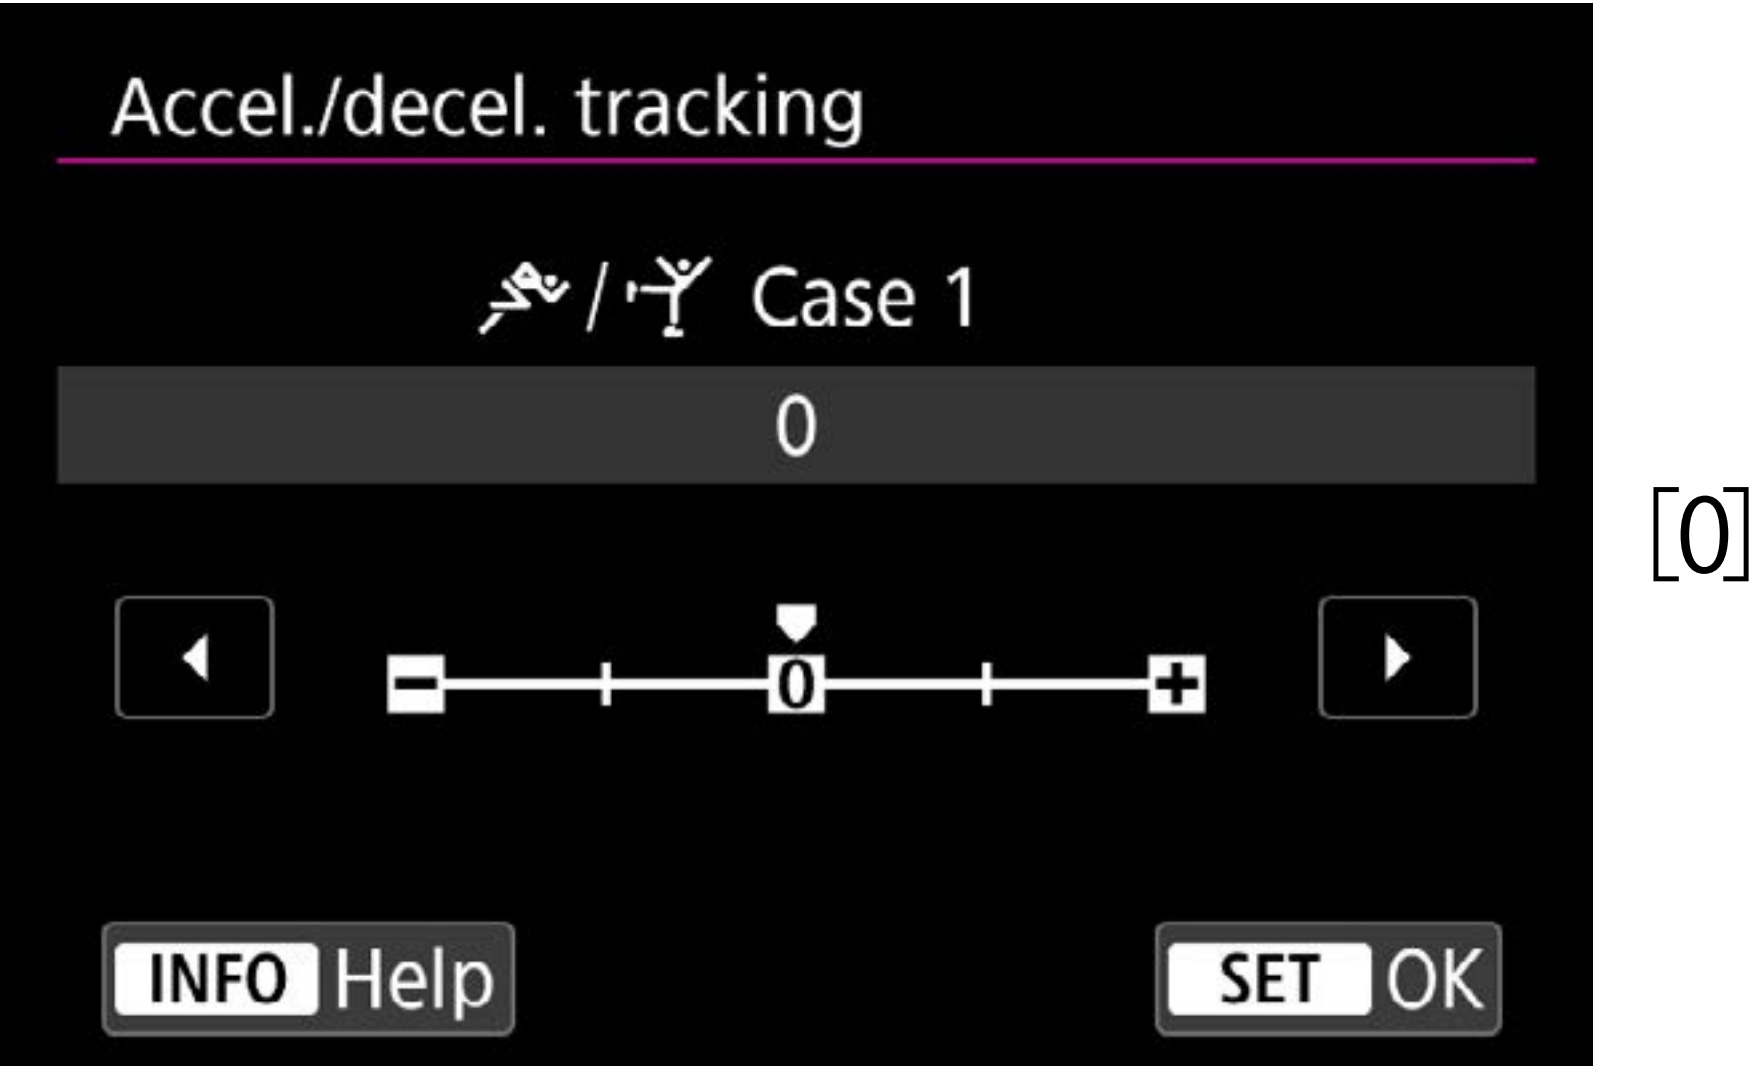 Accel./decel. tracking
/ Case 1
0
[0]
− 0 +
INFO Help
SET OK